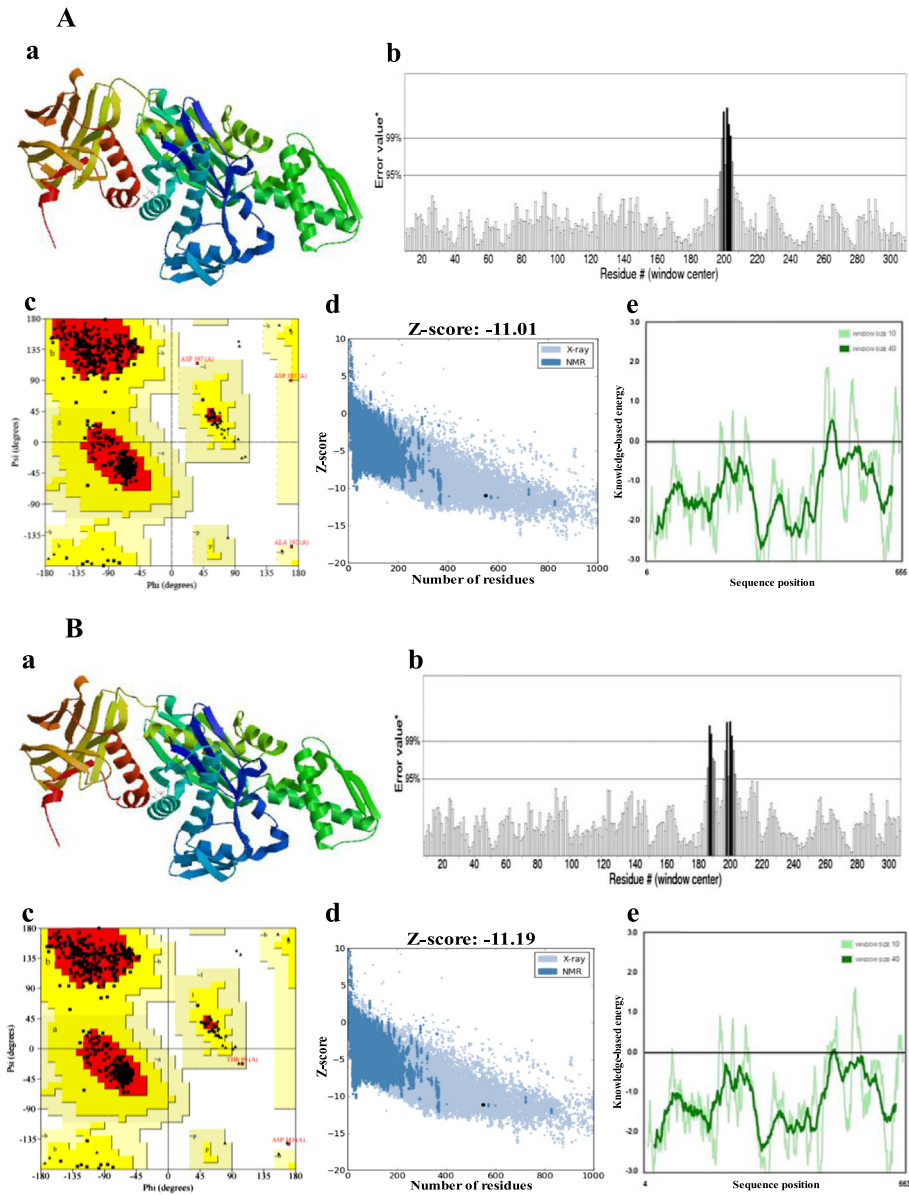 A
a
b
Error value*
99%
95%
20 40 60 80 100 120 140 160 180 200 220 240 260 280 300
Residue # (window center)
c
180
135
90
45
0
-45
-90
-135
-180
Psi (degrees)
b
a
l
p
ASP 197 (A)
-180 -135 -90 -45 0 45 90 135 180
Phi (degrees)
d
Z-score: -11.01
X-ray
NMR
10
5
0
−5
−10
−15
−20
Z-score
0 200 400 600 800 1000
Number of residues
e
3.0
2.0
1.0
0.0
-1.0
-2.0
-3.0
Knowledge-based energy
WINDOW SIZE 10
WINDOW SIZE 40
6
Sequence position
B
a
b
Error value*
99%
95%
20 40 60 80 100 120 140 160 180 200 220 240 260 280 300
Residue # (window center)
c
180
135
90
45
0
-45
-90
-135
Psi (degrees)
b
a
l
p
-180 -135 -90 -45 0 45 90 135 180
Phi (degrees)
d
Z-score: -11.19
X-ray
NMR
10
5
0
−5
−10
−15
−20
Z-score
0 200 400 600 800 1000
Number of residues
e
3.0
2.0
1.0
0.0
-1.0
-2.0
-3.0
Knowledge-based energy
WINDOW SIZE 10
WINDOW SIZE 40
4
Sequence position